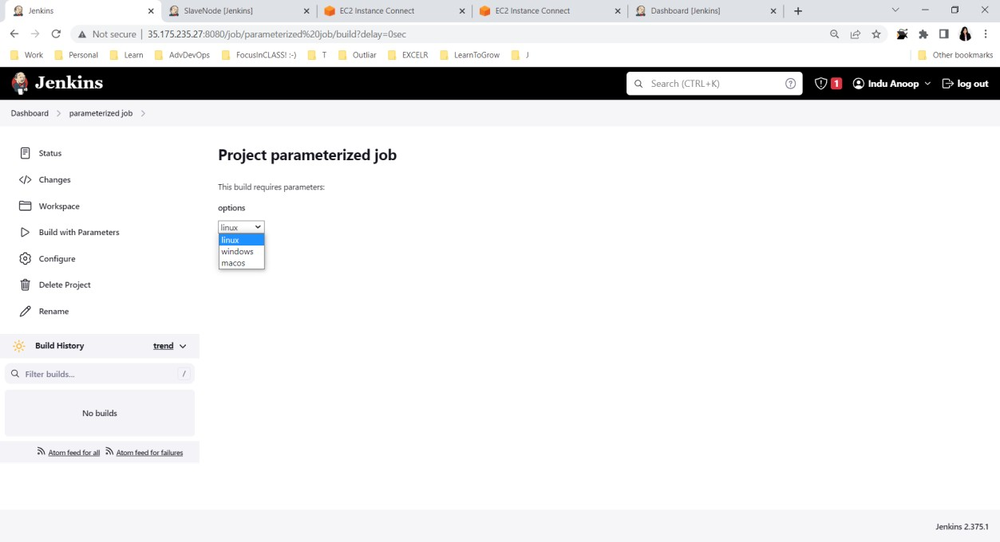 Jenkins
SlaveNode [Jenkins]
EC2 Instance Connect
EC2 Instance Connect
Dashboard [Jenkins]
Not secure | 35.175.235.27:8080/job/parameterized%20job/build?delay=0sec
Work Personal Learn AdvDevOps FocusInCLASS! :-) T Outliar EXCELR LearnToGrow J Other bookmarks
Jenkins
Search (CTRL+K)
1
Indu Anoop
log out
Dashboard parameterized job
Status
Changes
Workspace
Build with Parameters
Configure
Delete Project
Rename
Build History trend
Filter builds... /
No builds
Atom feed for all Atom feed for failures
Project parameterized job
This build requires parameters:
options
linux
linux
windows
macos
Jenkins 2.375.1